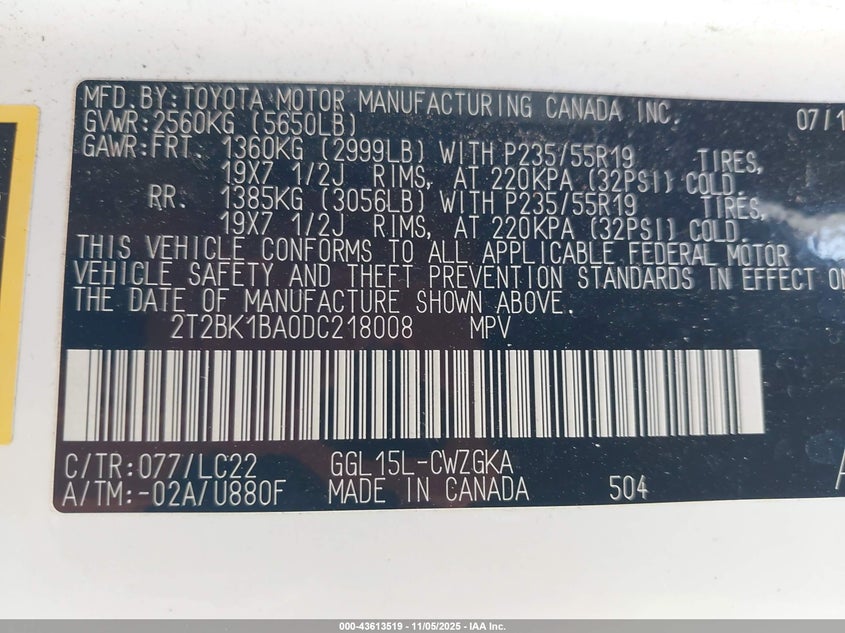 MFD.BY:TOYOTA MOTOR MANUFACTURING CANADA INC. 07/1
GVWR:2560KG (5650LB)
GAWR:FRT. 1360KG (2999LB) WITH P235/55R19 TIRES,
19X7 1/2J RIMS, AT 220KPA (32PSI) COLD.
RR. 1385KG (3056LB) WITH P235/55R19 TIRES,
19X7 1/2J RIMS, AT 220KPA (32PSI) COLD.
THIS VEHICLE CONFORMS TO ALL APPLICABLE FEDERAL MOTOR
VEHICLE SAFETY AND THEFT PREVENTION STANDARDS IN EFFECT ON
THE DATE OF MANUFACTURE SHOWN ABOVE.
2T2BK1BA0DC218008 MPV
C/TR:077/LC22 GGL15L-CWZGKA
A/TM:-02A/U880F MADE IN CANADA 504 A
000-43613519 - 11/05/2025 - IAA Inc.